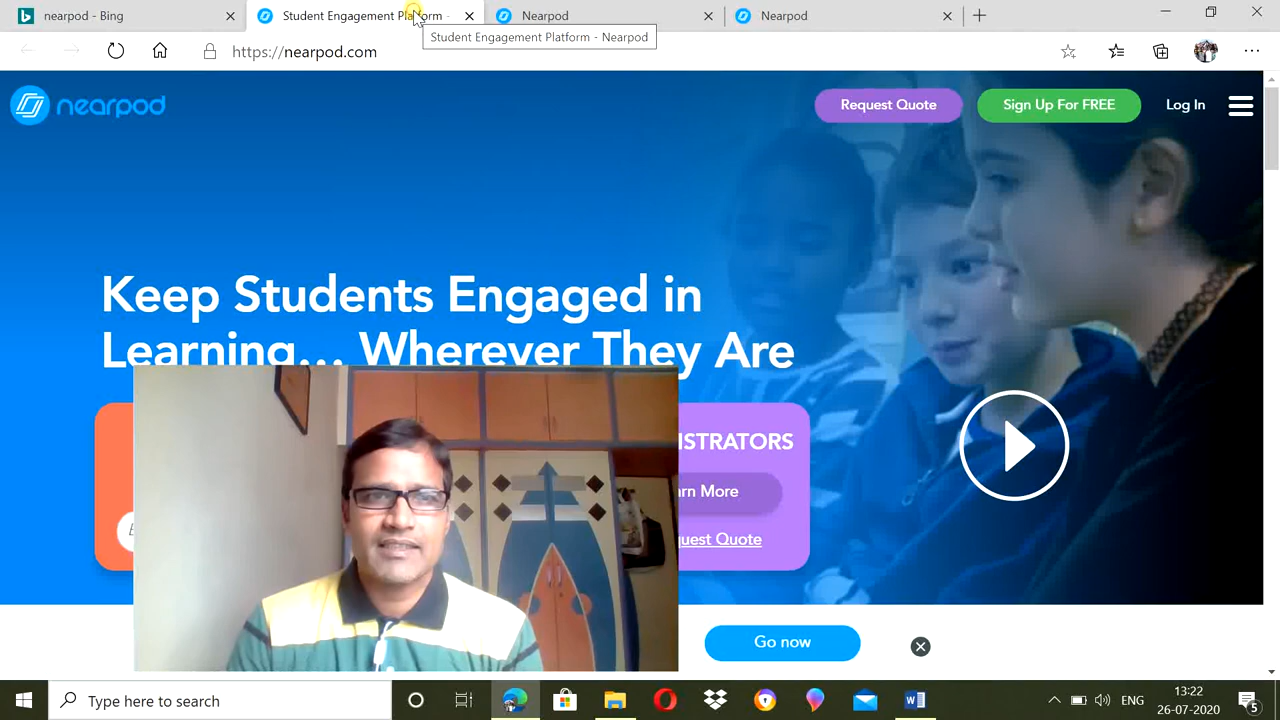 nearpod - Bing
Student Engagement Platform -
Nearpod
Nearpod
Student Engagement Platform - Nearpod
https://nearpod.com
nearpod
Request Quote
Sign Up For FREE
Log In
Keep Students Engaged in
Learning... Wherever They Are
ISTRATORS
rn More
quest Quote
Go now
Type here to search
ENG
13:22
26-07-2020
5